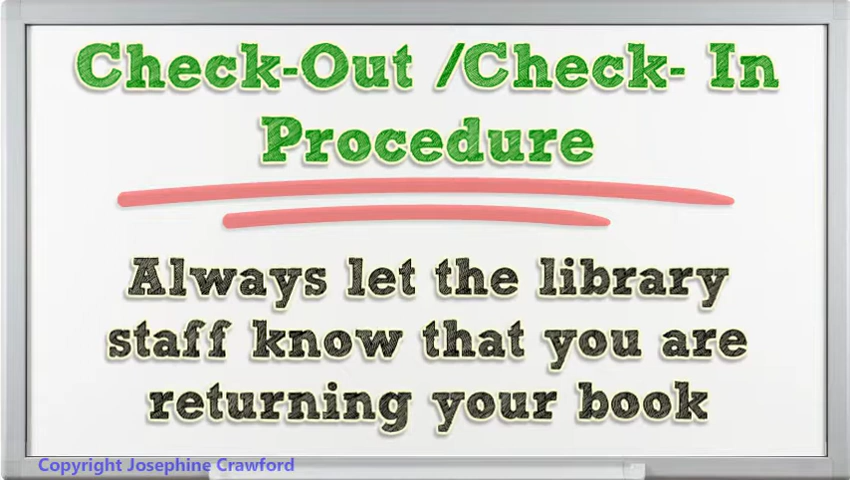 Check-Out /Check- In
Procedure
Always let the library
staff know that you are
returning your book
Copyright Josephine Crawford